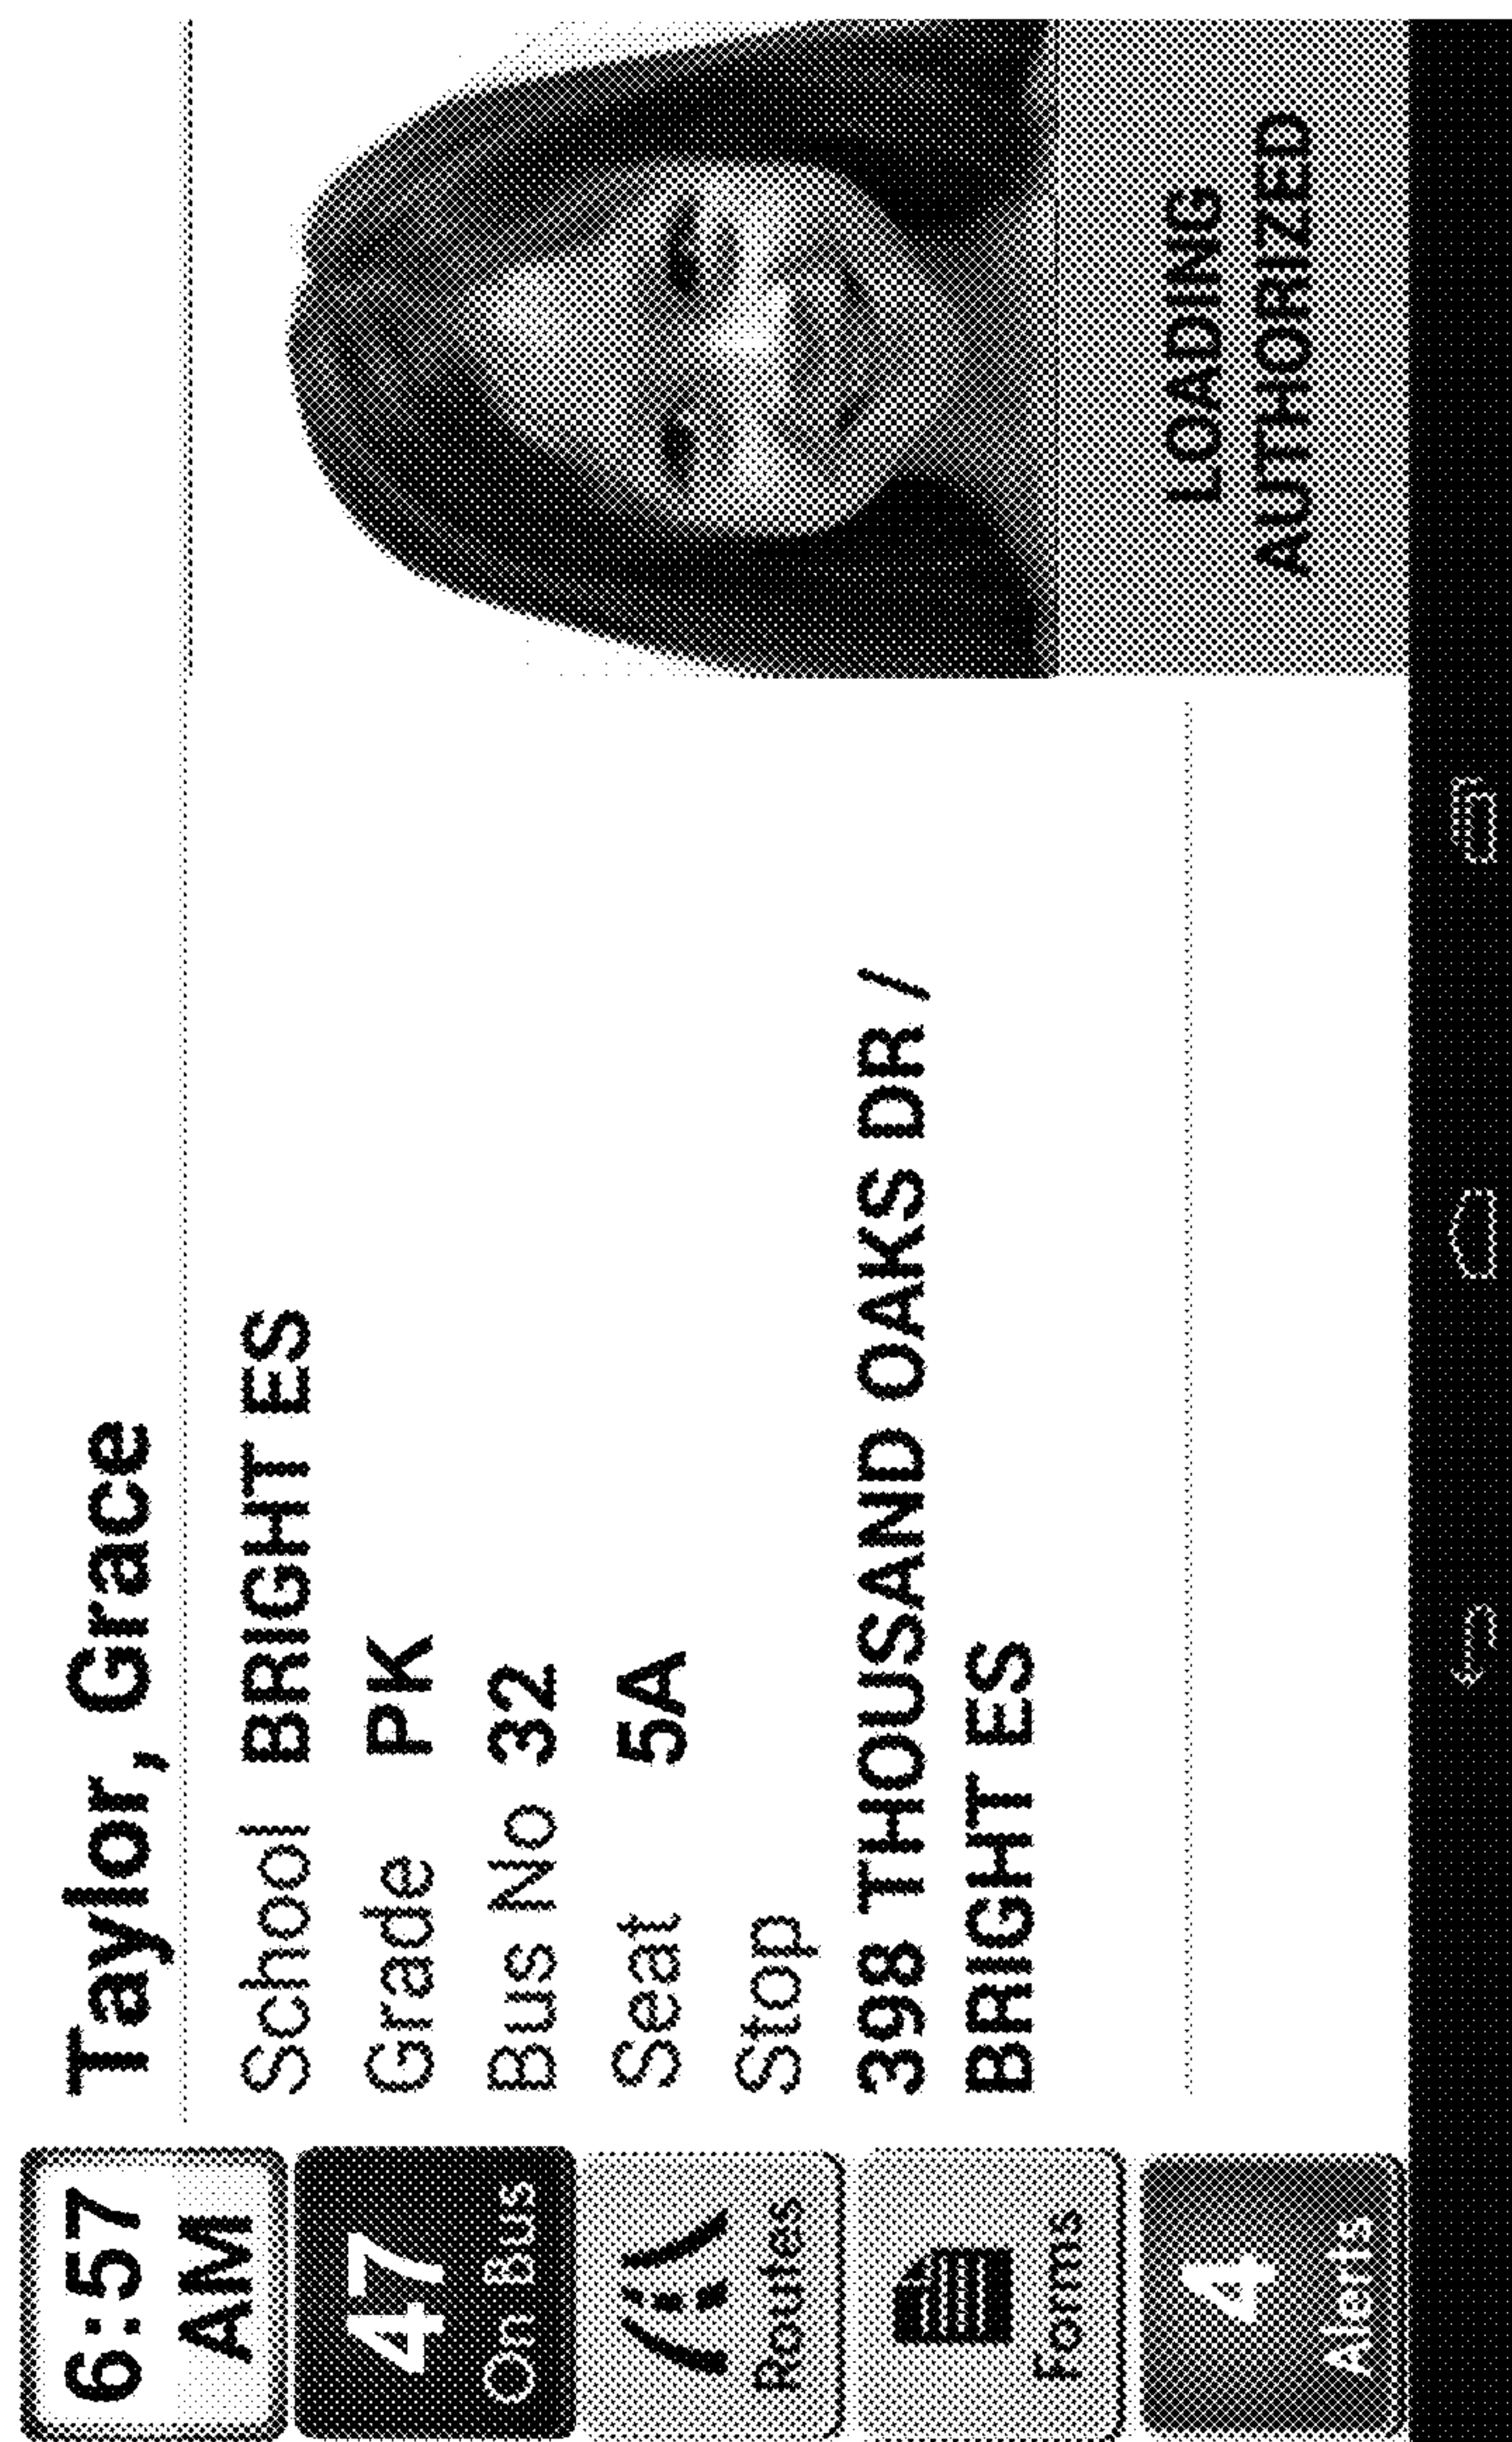 6:57
AM
47
On Bus
Routes
Forms
4
Alerts
Taylor, Grace
School BRIGHT ES
Grade PK
Bus No 32
Seat 5A
Stop
398 THOUSAND OAKS DR /
BRIGHT ES
LOADING
AUTHORIZED